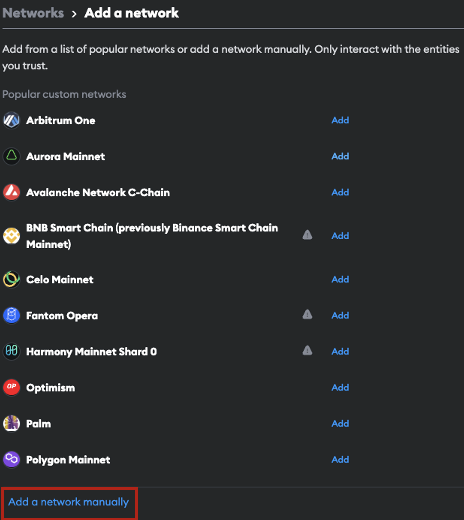 Networks > Add a network
Add from a list of popular networks or add a network manually. Only interact with the entities
you trust.
Popular custom networks
Arbitrum One Add
Aurora Mainnet Add
Avalanche Network C-Chain Add
BNB Smart Chain (previously Binance Smart Chain
Mainnet) Add
Celo Mainnet Add
Fantom Opera Add
Harmony Mainnet Shard 0 Add
OP Optimism Add
Palm Add
Polygon Mainnet Add
Add a network manually